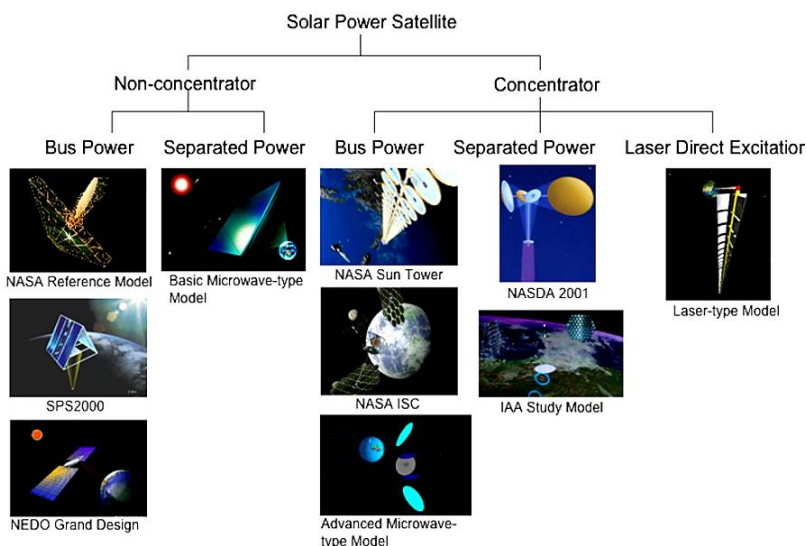 Solar Power Satellite
Non-concentrator
Concentrator
Bus Power
Separated Power
Bus Power
Separated Power
Laser Direct Excitation
NASA Reference Model
Basic Microwave-type
Model
NASA Sun Tower
NASDA 2001
Laser-type Model
SPS2000
NASA ISC
IAA Study Model
NEDO Grand Design
Advanced Microwave-
type Model